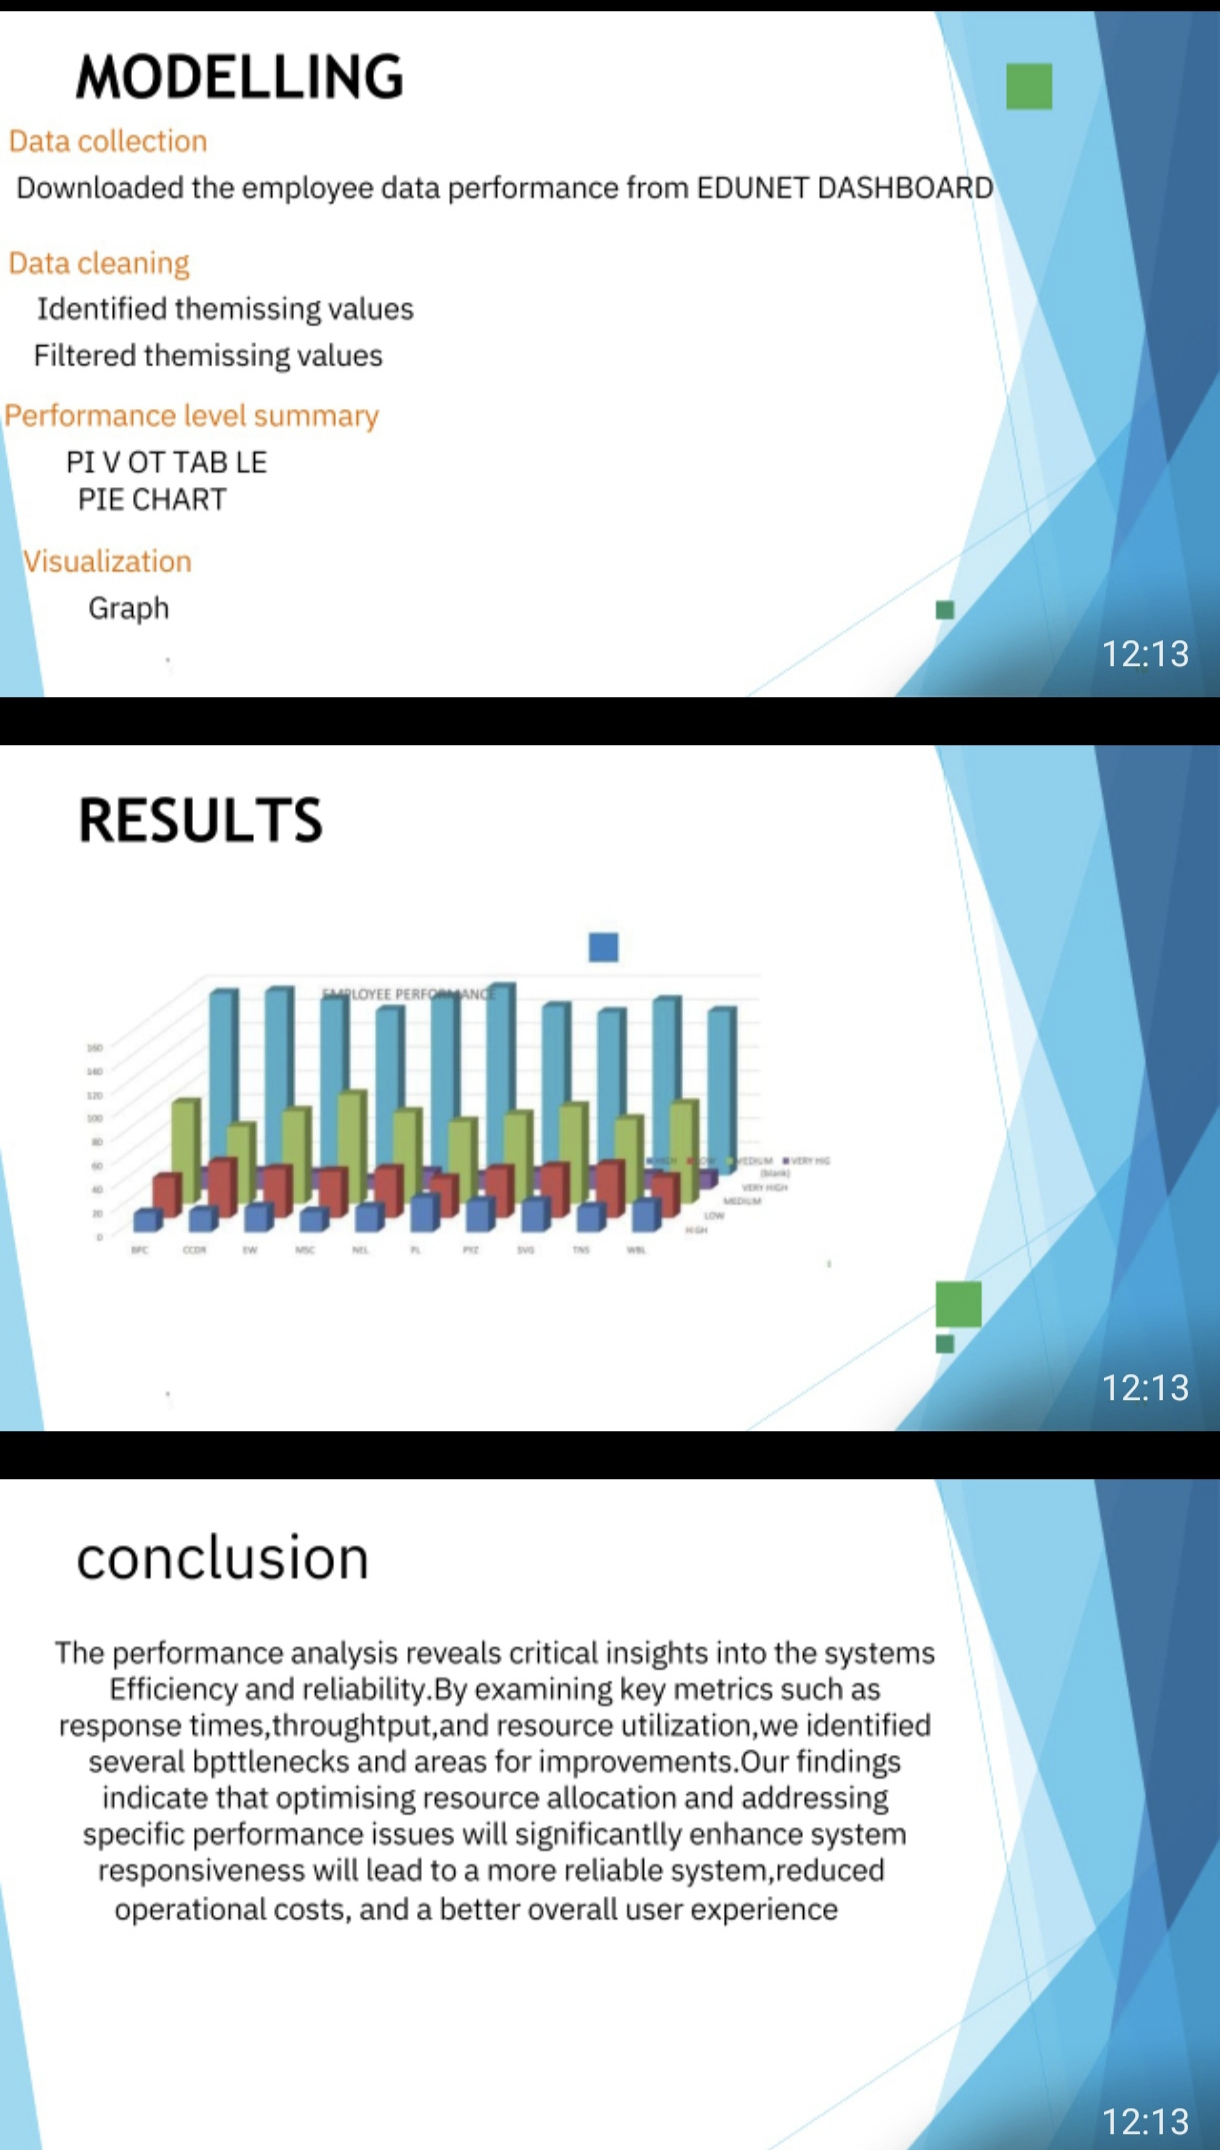 MODELLING
Data collection
Downloaded the employee data performance from EDUNET DASHBOARD
Data cleaning
Identified themissing values
Filtered themissing values
Performance level summary
PI V OT TAB LE
PIE CHART
Visualization
Graph
12:13
RESULTS
EMPLOYEE PERFORMANCE
160
140
120
100
80
60
40
20
0
HIGH LOW MEDIUM VERY HIG
(blank)
VERY HIGH
MEDIUM
LOW
HIGH
BPC CCDR EW MSC NEL PL PYZ SVG TNS WBL
12:13
conclusion
The performance analysis reveals critical insights into the systems
Efficiency and reliability.By examining key metrics such as
response times,throughtput,and resource utilization,we identified
several bpttlenecks and areas for improvements.Our findings
indicate that optimising resource allocation and addressing
specific performance issues will significantlly enhance system
responsiveness will lead to a more reliable system,reduced
operational costs, and a better overall user experience
12:13